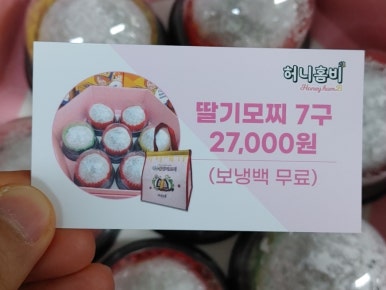 허니홈비
Honey hom B
딸기모찌 7구
27,000원
(보냉백 무료)